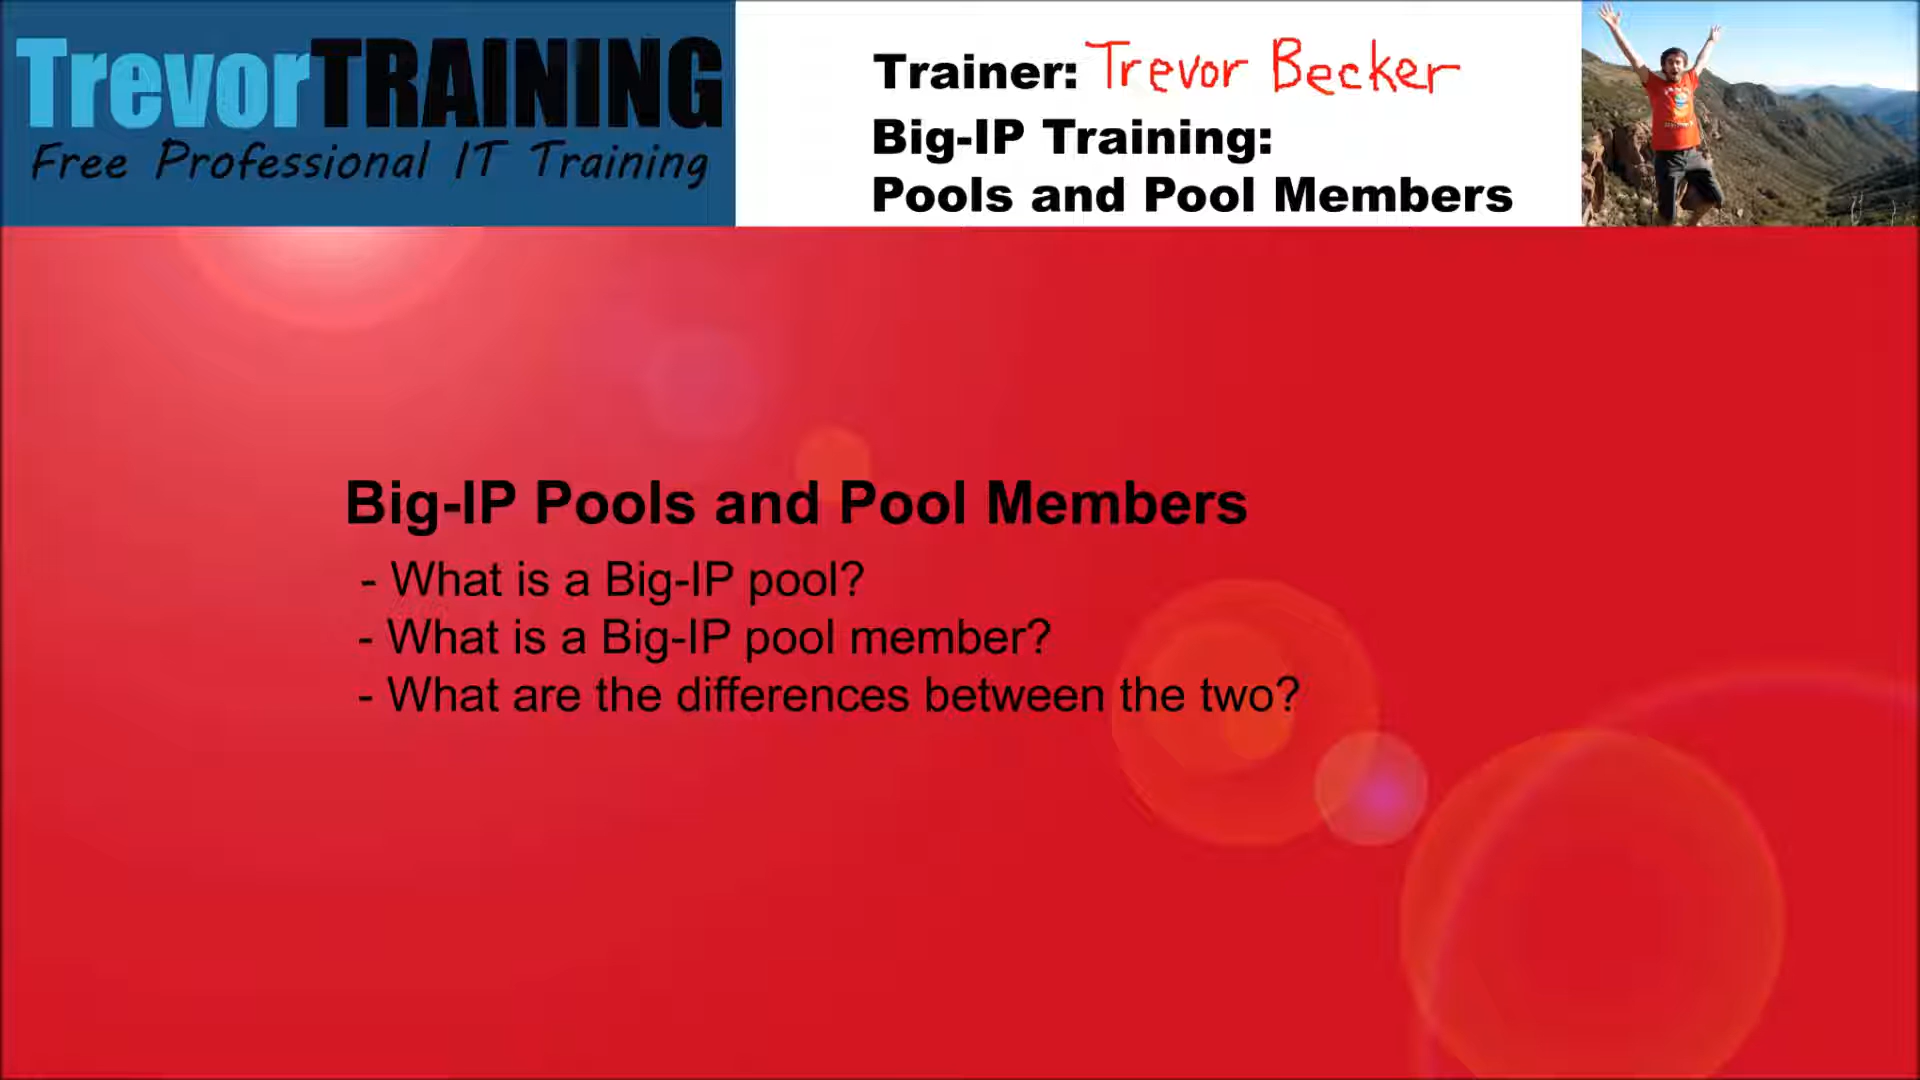 TrevorTRAINING
Free Professional IT Training
Trainer: Trevor Becker
Big-IP Training:
Pools and Pool Members
Big-IP Pools and Pool Members
- What is a Big-IP pool?
- What is a Big-IP pool member?
- What are the differences between the two?